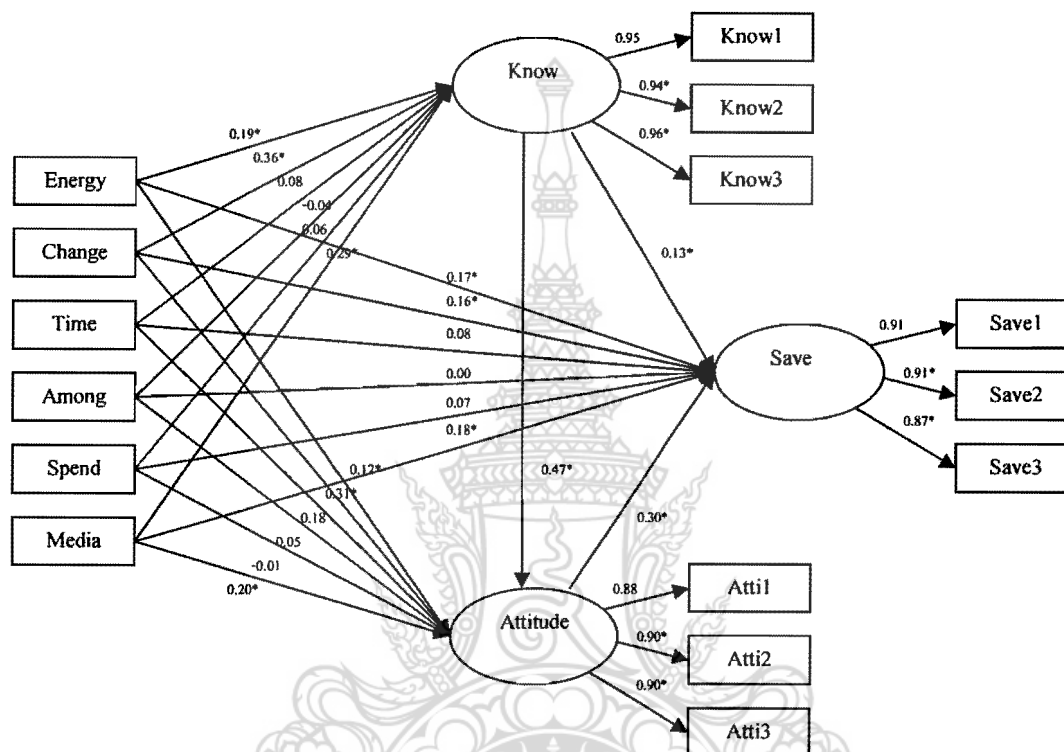 Know
0.95
Know1
0.94*
Know2
0.96*
Know3
0.19*
0.36*
0.08
-0.04
0.06
0.29*
Energy
Change
Time
Among
Spend
Media
0.17*
0.16*
0.08
0.00
0.07
0.18*
0.13*
Save
0.91
Save1
0.91*
Save2
0.87*
Save3
0.47*
0.30*
0.12*
0.31*
0.18
0.05
-0.01
0.20*
Attitude
0.88
Atti1
0.90*
Atti2
0.90*
Atti3